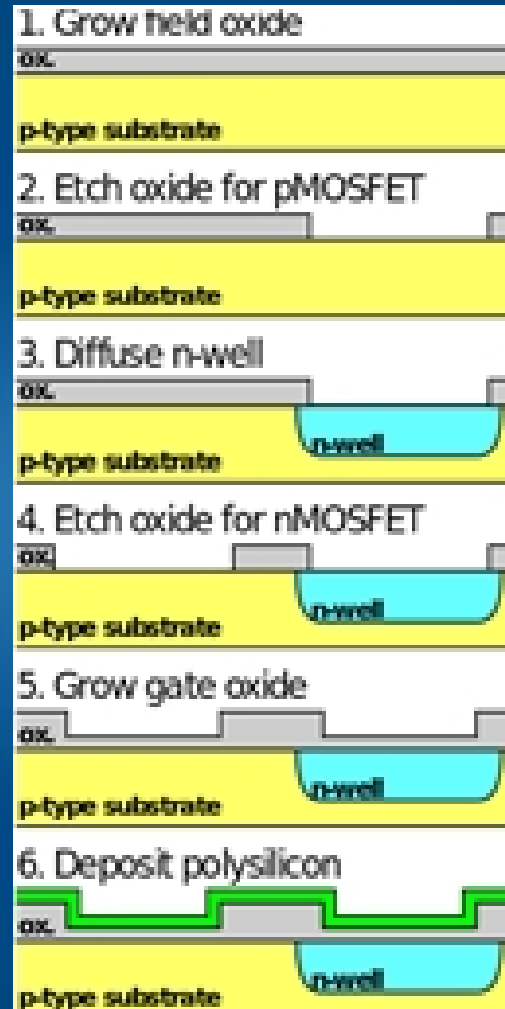 1. Grow field oxide
ox.
p-type substrate
2. Etch oxide for pMOSFET
ox.
p-type substrate
3. Diffuse n-well
ox.
n-well
p-type substrate
4. Etch oxide for nMOSFET
ox.
n-well
p-type substrate
5. Grow gate oxide
ox.
n-well
p-type substrate
6. Deposit polysilicon
ox.
n-well
p-type substrate